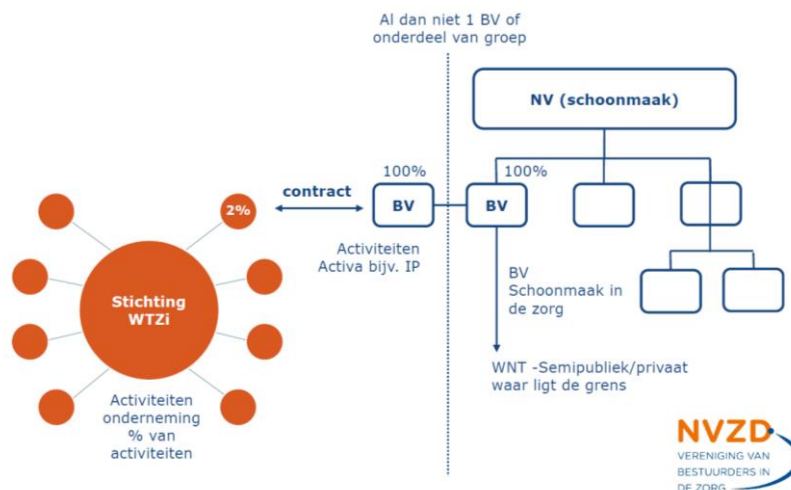 Al dan niet 1 BV of
onderdeel van groep
NV (schoonmaak)
100%
100%
contract
2%
BV
BV
Activiteiten
Activa bijv. IP
Stichting
WTZi
BV
Schoonmaak in
de zorg
WNT -Semipubliek/privaat
waar ligt de grens
Activiteiten
onderneming
% van
activiteiten
NVZD
VERENIGING VAN
BESTUURDERS IN
DE ZORG